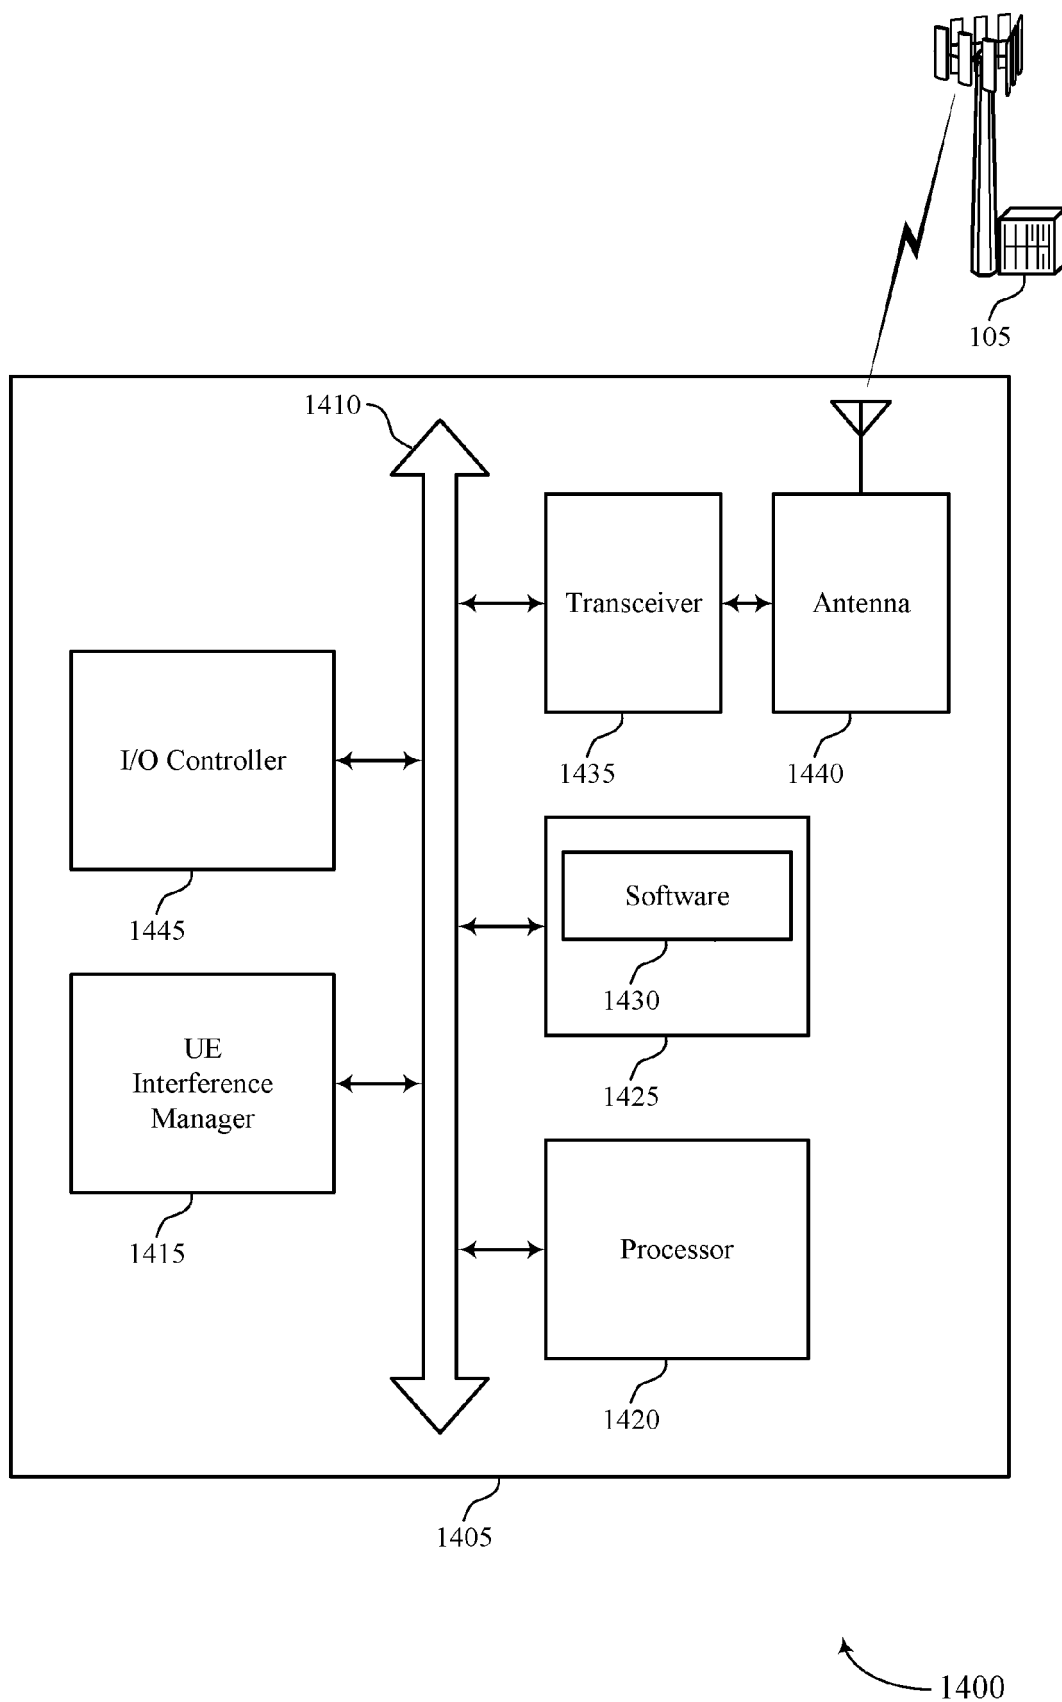 105
1410
Transceiver
Antenna
1435
1440
I/O Controller
1445
Software
1430
1425
UE
Interference
Manager
1415
Processor
1420
1405
1400